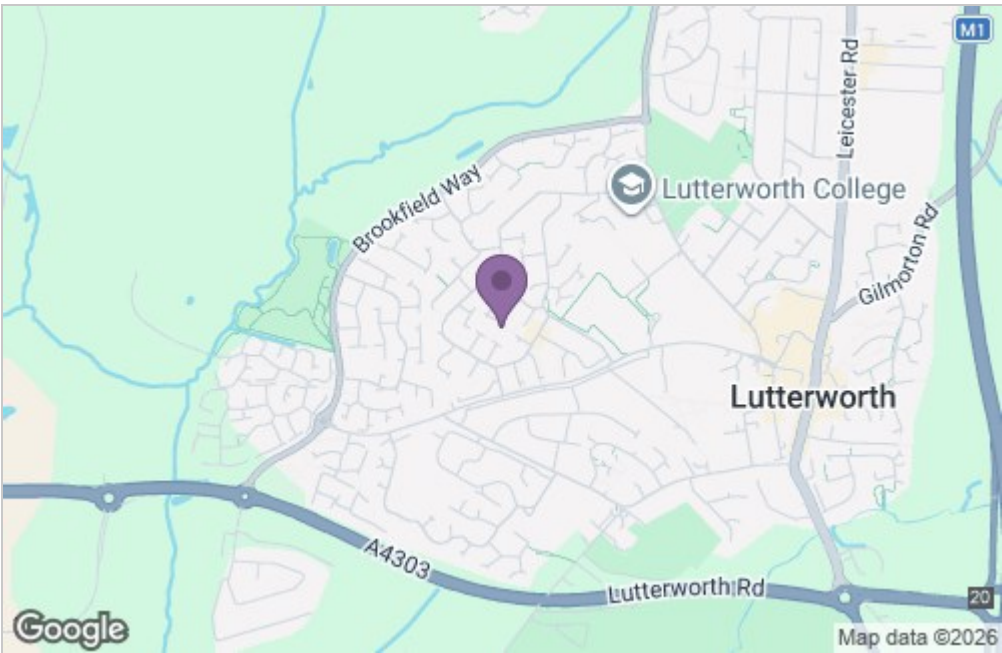 M1
Leicester Rd
Brookfield Way
Lutterworth College
Gilmorton Rd
Lutterworth
A4303
Lutterworth Rd
20
Google
Map data ©2026